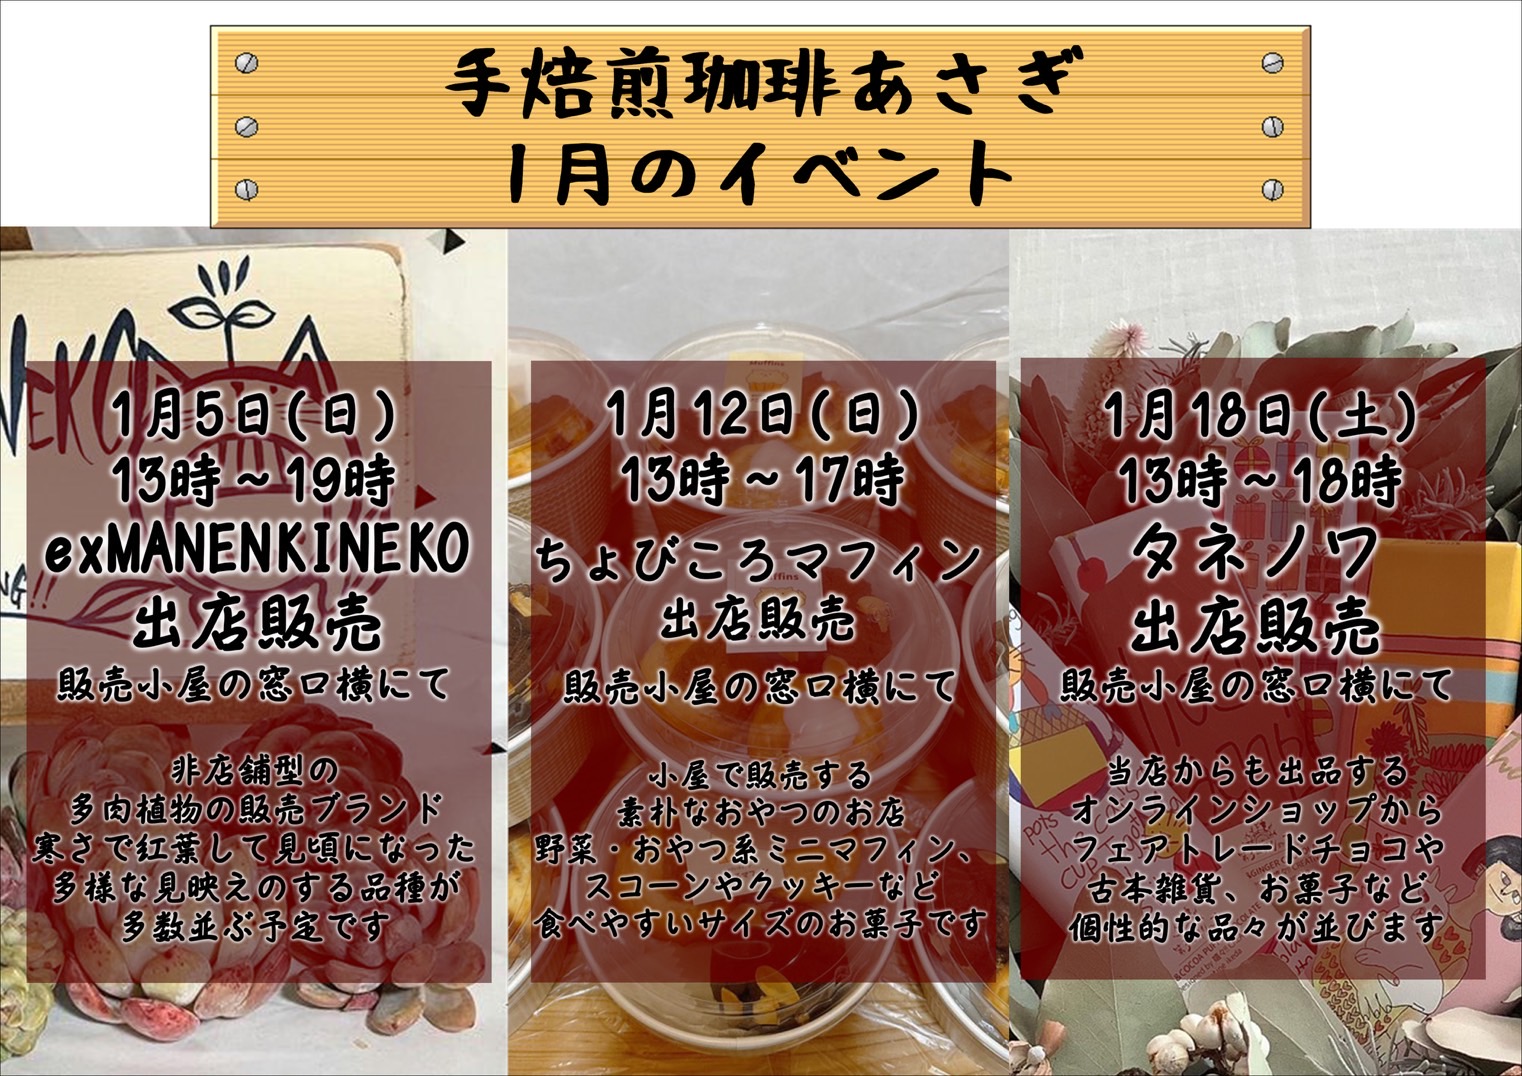 手焙煎珈琲あさぎ
1月のイベント
1月5日(日)
13時～19時
exMANENKINEKO
出店販売
販売小屋の窓口横にて
非店舗型の
多肉植物の販売ブランド
寒さで紅葉して見頃になった
多様な見映えのする品種が
多数並ぶ予定です
1月12日(日)
13時～17時
ちょびころマフィン
出店販売
販売小屋の窓口横にて
小屋で販売する
素朴なおやつのお店
野菜・おやつ系ミニマフィン、
スコーンやクッキーなど
食べやすいサイズのお菓子です
1月18日(土)
13時～18時
タネノワ
出店販売
販売小屋の窓口横にて
当店からも出品する
オンラインショップから
フェアトレードチョコや
古本雑貨、お菓子など
個性的な品々が並びます